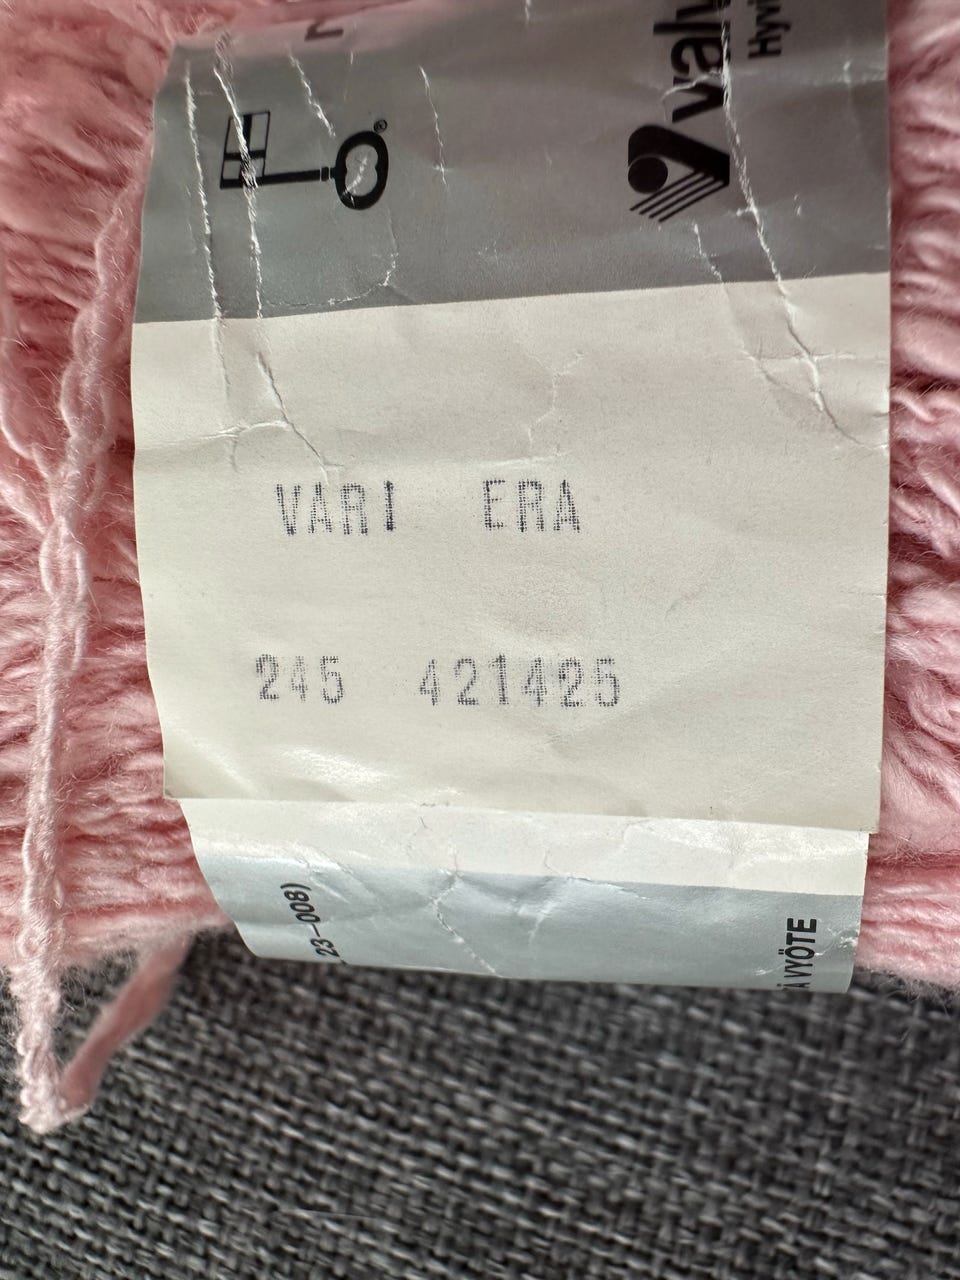 VARI ERA
245 421425
23-008)
VYÖTE
®